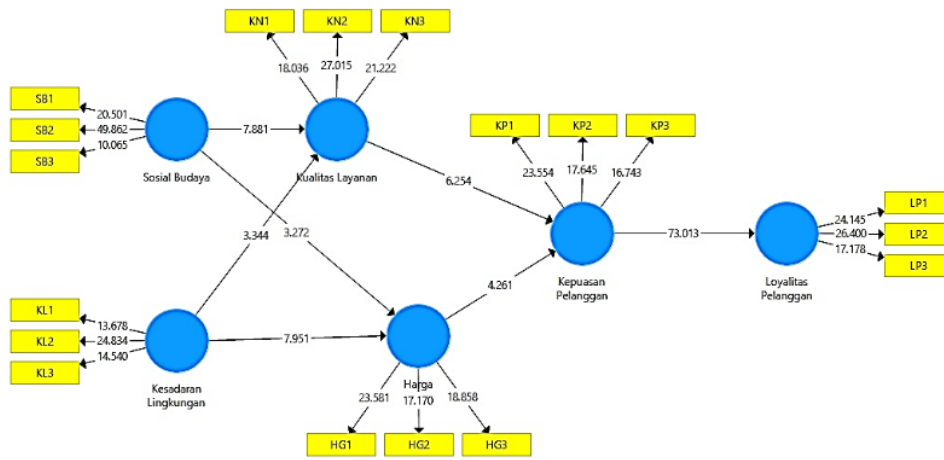 KN1
KN2
KN3
18.036
27.015
21.222
SB1
SB2
SB3
20.501
49.862
10.065
Sosial Budaya
7.881
Kualitas Layanan
KP1
KP2
KP3
23.554
17.645
16.743
6.254
3.344
3.272
Kepuasan
Pelanggan
73.013
Loyalitas
Pelanggan
24.145
26.400
17.178
LP1
LP2
LP3
4.261
KL1
KL2
KL3
13.678
24.834
14.540
Kesadaran
Lingkungan
7.951
Harga
23.581
17.170
18.858
HG1
HG2
HG3